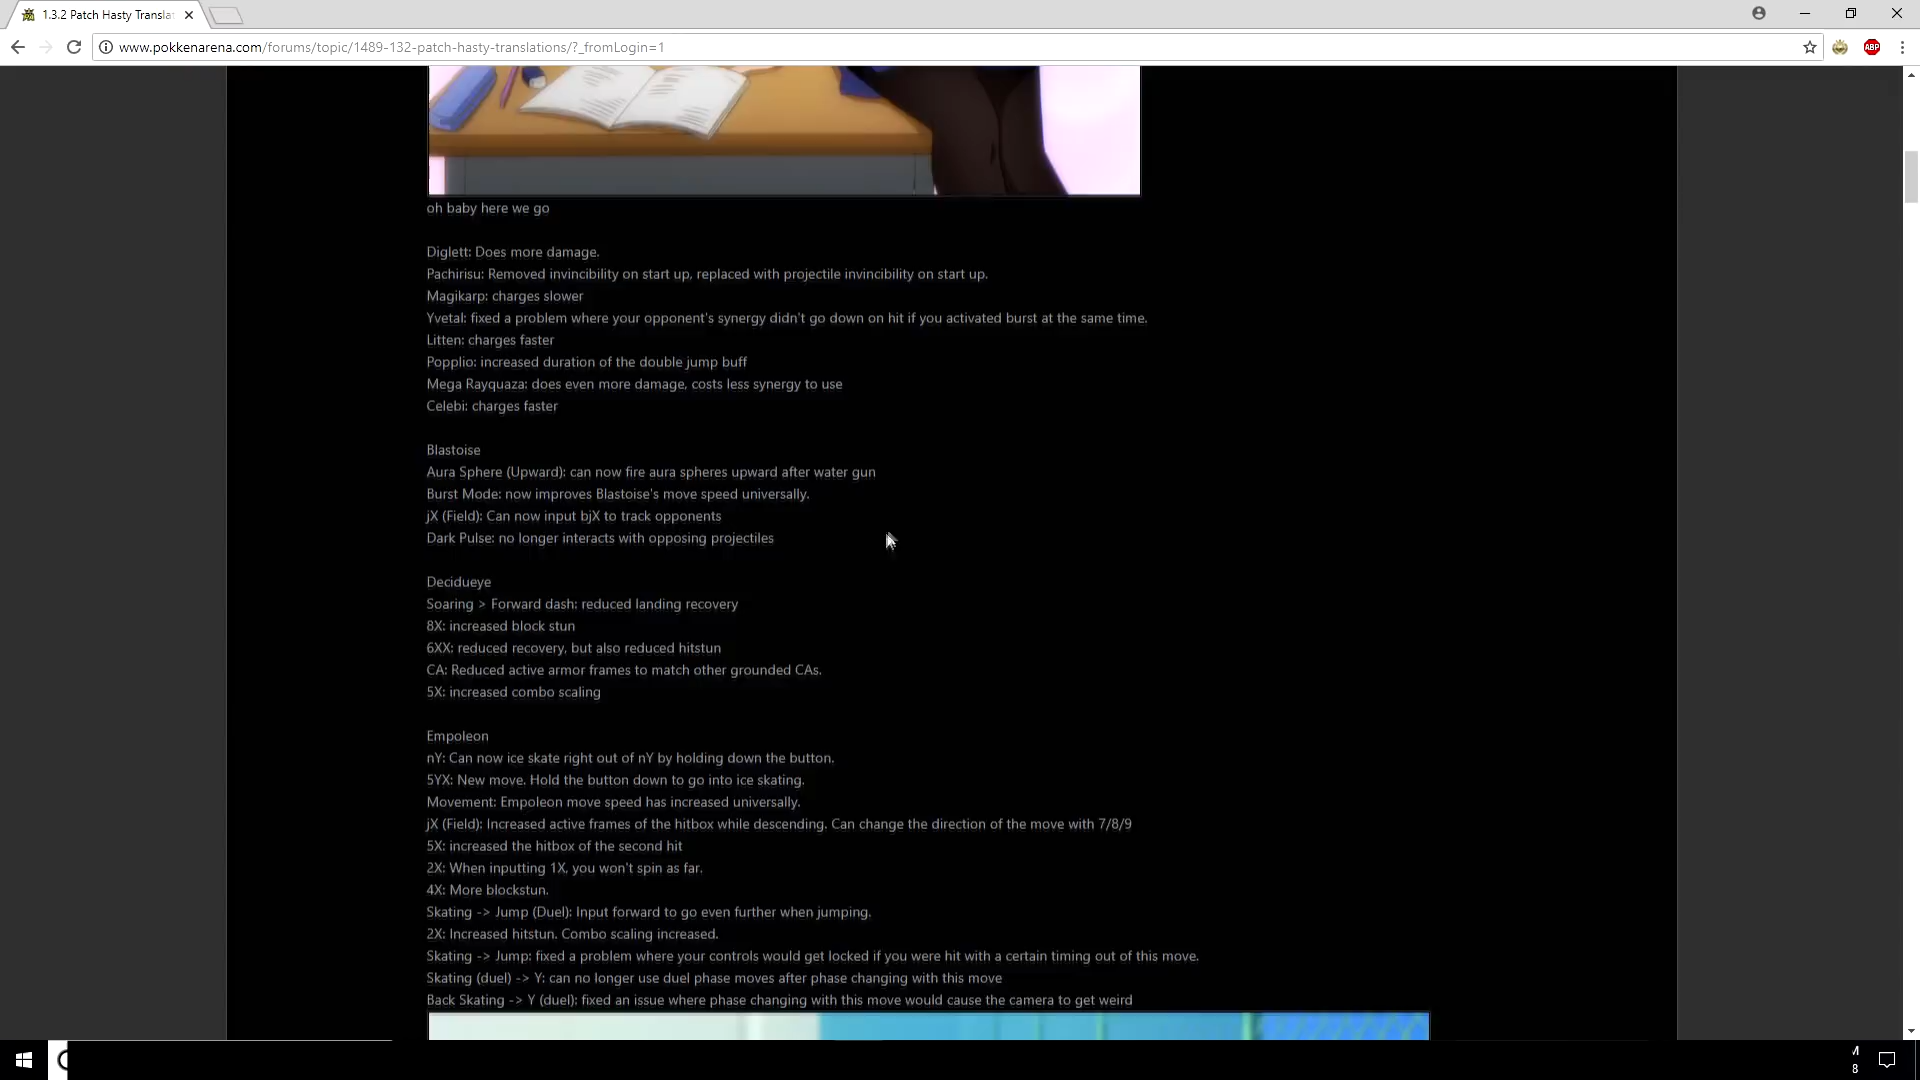 1.3.2 Patch Hasty Transla
www.pokkenarena.com/forums/topic/1489-132-patch-hasty-translations/?_fromLogin=1
ABP
oh baby here we go
Diglett: Does more damage.
Pachirisu: Removed invincibility on start up, replaced with projectile invincibility on start up.
Magikarp: charges slower
Yvetal: fixed a problem where your opponent's synergy didn't go down on hit if you activated burst at the same time.
Litten: charges faster
Popplio: increased duration of the double jump buff
Mega Rayquaza: does even more damage, costs less synergy to use
Celebi: charges faster
Blastoise
Aura Sphere (Upward): can now fire aura spheres upward after water gun
Burst Mode: now improves Blastoise's move speed universally.
jX (Field): Can now input bjX to track opponents
Dark Pulse: no longer interacts with opposing projectiles
Decidueye
Soaring > Forward dash: reduced landing recovery
8X: increased block stun
6XX: reduced recovery, but also reduced hitstun
CA: Reduced active armor frames to match other grounded CAs.
5X: increased combo scaling
Empoleon
nY: Can now ice skate right out of nY by holding down the button.
5YX: New move. Hold the button down to go into ice skating.
Movement: Empoleon move speed has increased universally.
jX (Field): Increased active frames of the hitbox while descending. Can change the direction of the move with 7/8/9
5X: increased the hitbox of the second hit
2X: When inputting 1X, you won't spin as far.
4X: More blockstun.
Skating -> Jump (Duel): Input forward to go even further when jumping.
2X: Increased hitstun. Combo scaling increased.
Skating -> Jump: fixed a problem where your controls would get locked if you were hit with a certain timing out of this move.
Skating (duel) -> Y: can no longer use duel phase moves after phase changing with this move
Back Skating -> Y (duel): fixed an issue where phase changing with this move would cause the camera to get weird